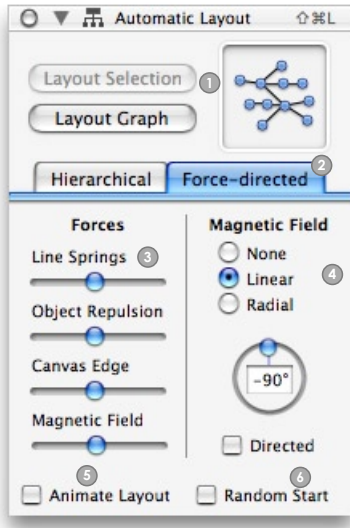 Automatic Layout ⇧⌘L
Layout Selection
1
Layout Graph
2
Hierarchical Force-directed
Forces
Line Springs 3
Object Repulsion
Canvas Edge
Magnetic Field
Magnetic Field
None
Linear 4
Radial
-90°
Directed
5 6
Animate Layout Random Start